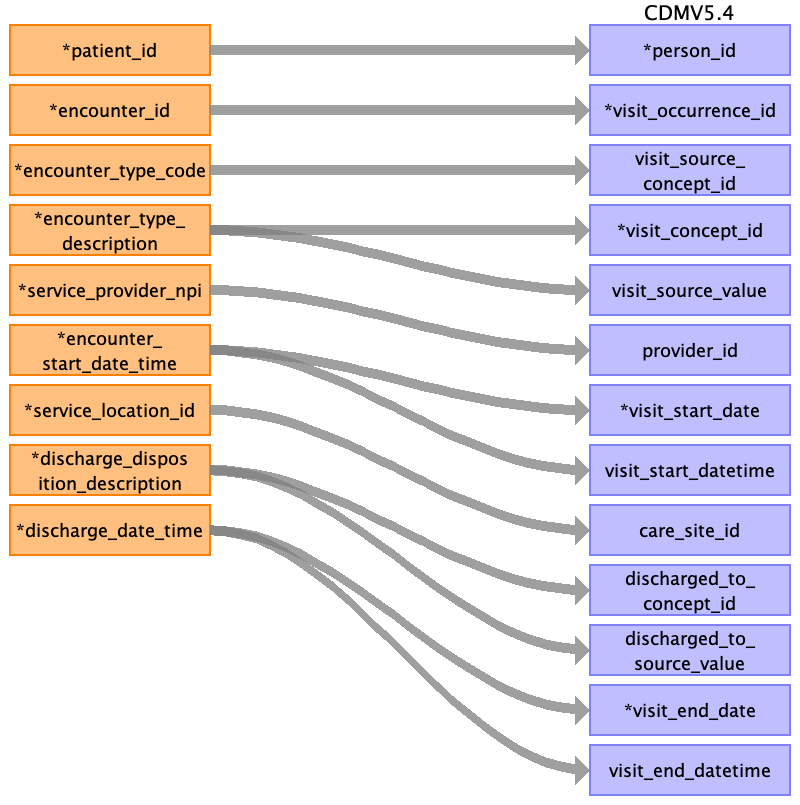 CDMV5.4
*patient_id
*person_id
*encounter_id
*visit_occurrence_id
*encounter_type_code
visit_source_
concept_id
*encounter_type_
description
*visit_concept_id
*service_provider_npi
visit_source_value
*encounter_
start_date_time
provider_id
*service_location_id
*visit_start_date
*discharge_dispos
ition_description
visit_start_datetime
*discharge_date_time
care_site_id
discharged_to_
concept_id
discharged_to_
source_value
*visit_end_date
visit_end_datetime